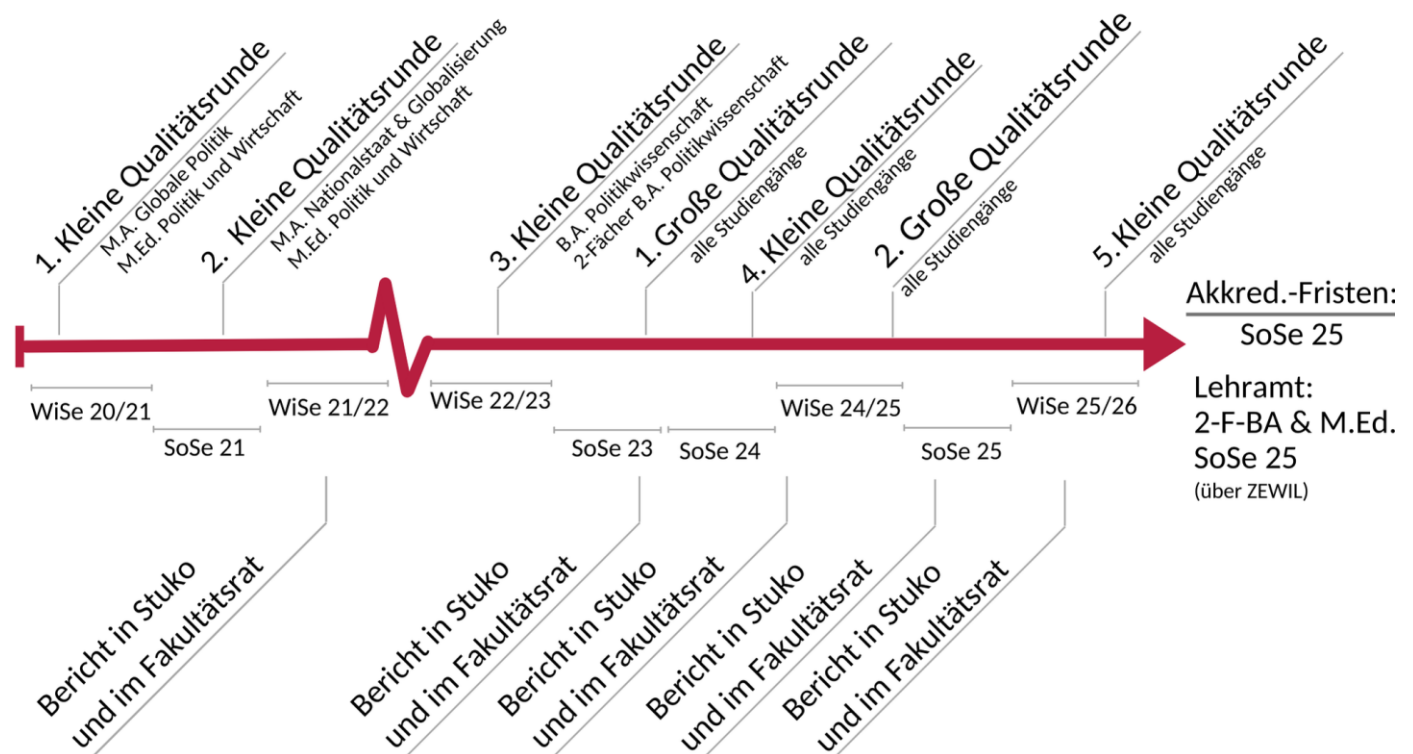 1. Kleine Qualitätsrunde
M.A. Globale Politik
M.Ed. Politik und Wirtschaft
2. Kleine Qualitätsrunde
M.A. Nationalstaat & Globalisierung
M.Ed. Politik und Wirtschaft
3. Kleine Qualitätsrunde
B.A. Politikwissenschaft
2-Fächer B.A. Politikwissenschaft
1. Große Qualitätsrunde
alle Studiengänge
4. Kleine Qualitätsrunde
alle Studiengänge
2. Große Qualitätsrunde
alle Studiengänge
5. Kleine Qualitätsrunde
alle Studiengänge
Akkred.-Fristen:
SoSe 25
Lehramt:
2-F-BA & M.Ed.
SoSe 25
(über ZEWIL)
WiSe 20/21
SoSe 21
WiSe 21/22
WiSe 22/23
SoSe 23
SoSe 24
WiSe 24/25
SoSe 25
WiSe 25/26
Bericht in Stuko
und im Fakultätsrat
Bericht in Stuko
und im Fakultätsrat
Bericht in Stuko
und im Fakultätsrat
Bericht in Stuko
und im Fakultätsrat
Bericht in Stuko
und im Fakultätsrat